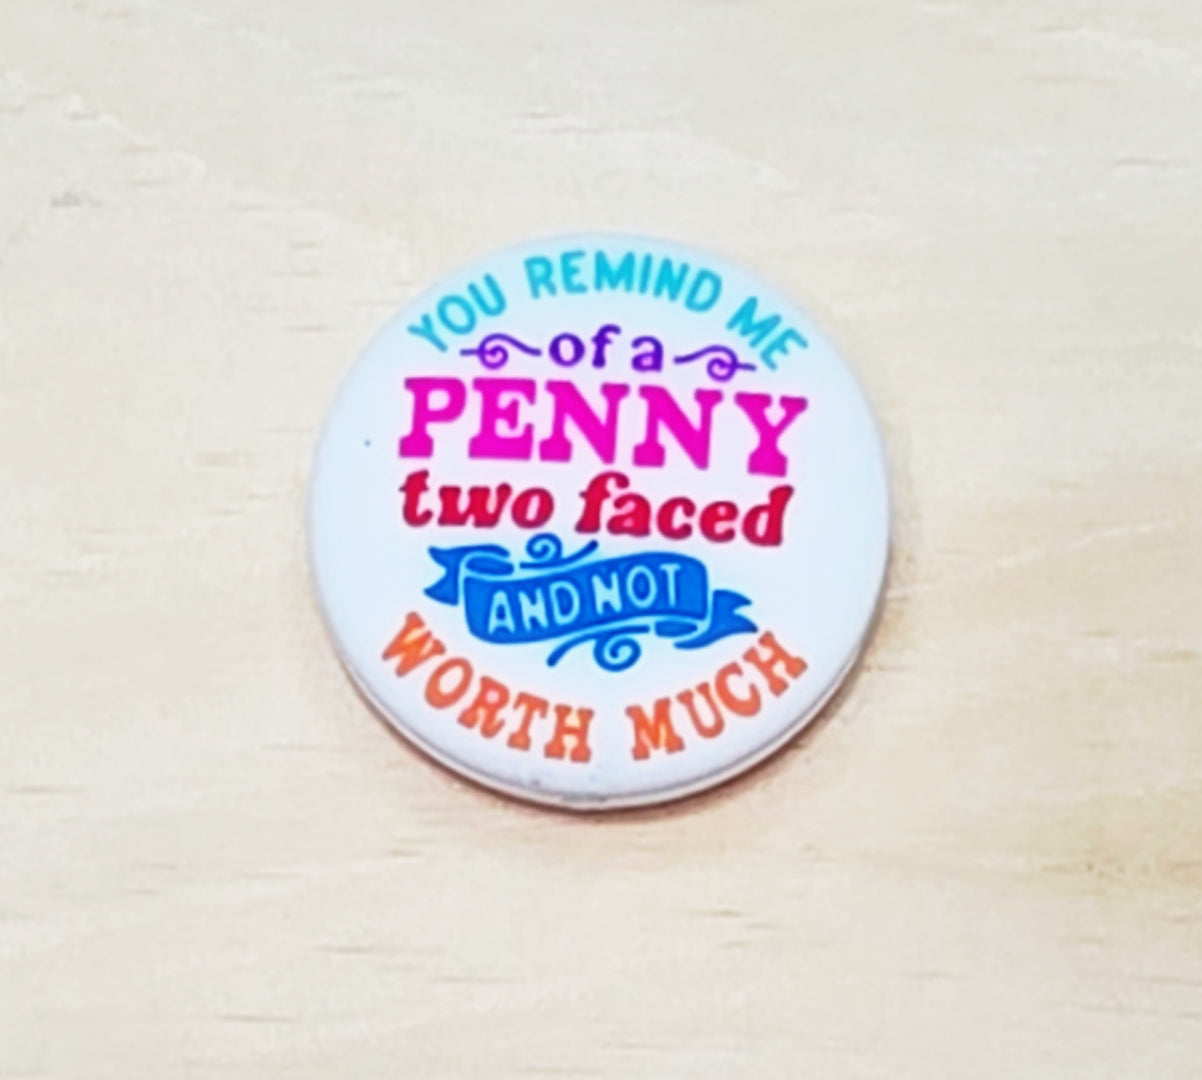 YOU REMIND ME
of a
PENNY
two faced
AND NOT
WORTH MUCH